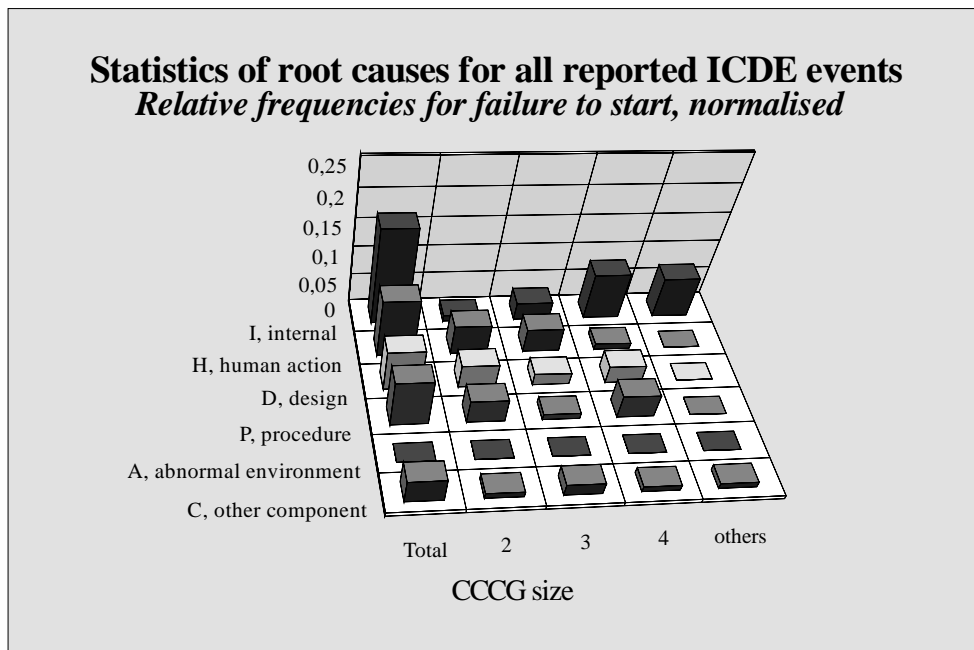 Statistics of root causes for all reported ICDE events
Relative frequencies for failure to start, normalised
0,25
0,2
0,15
0,1
0,05
0
I, internal
H, human action
D, design
P, procedure
A, abnormal environment
C, other component
Total 2 3 4 others
CCCG size